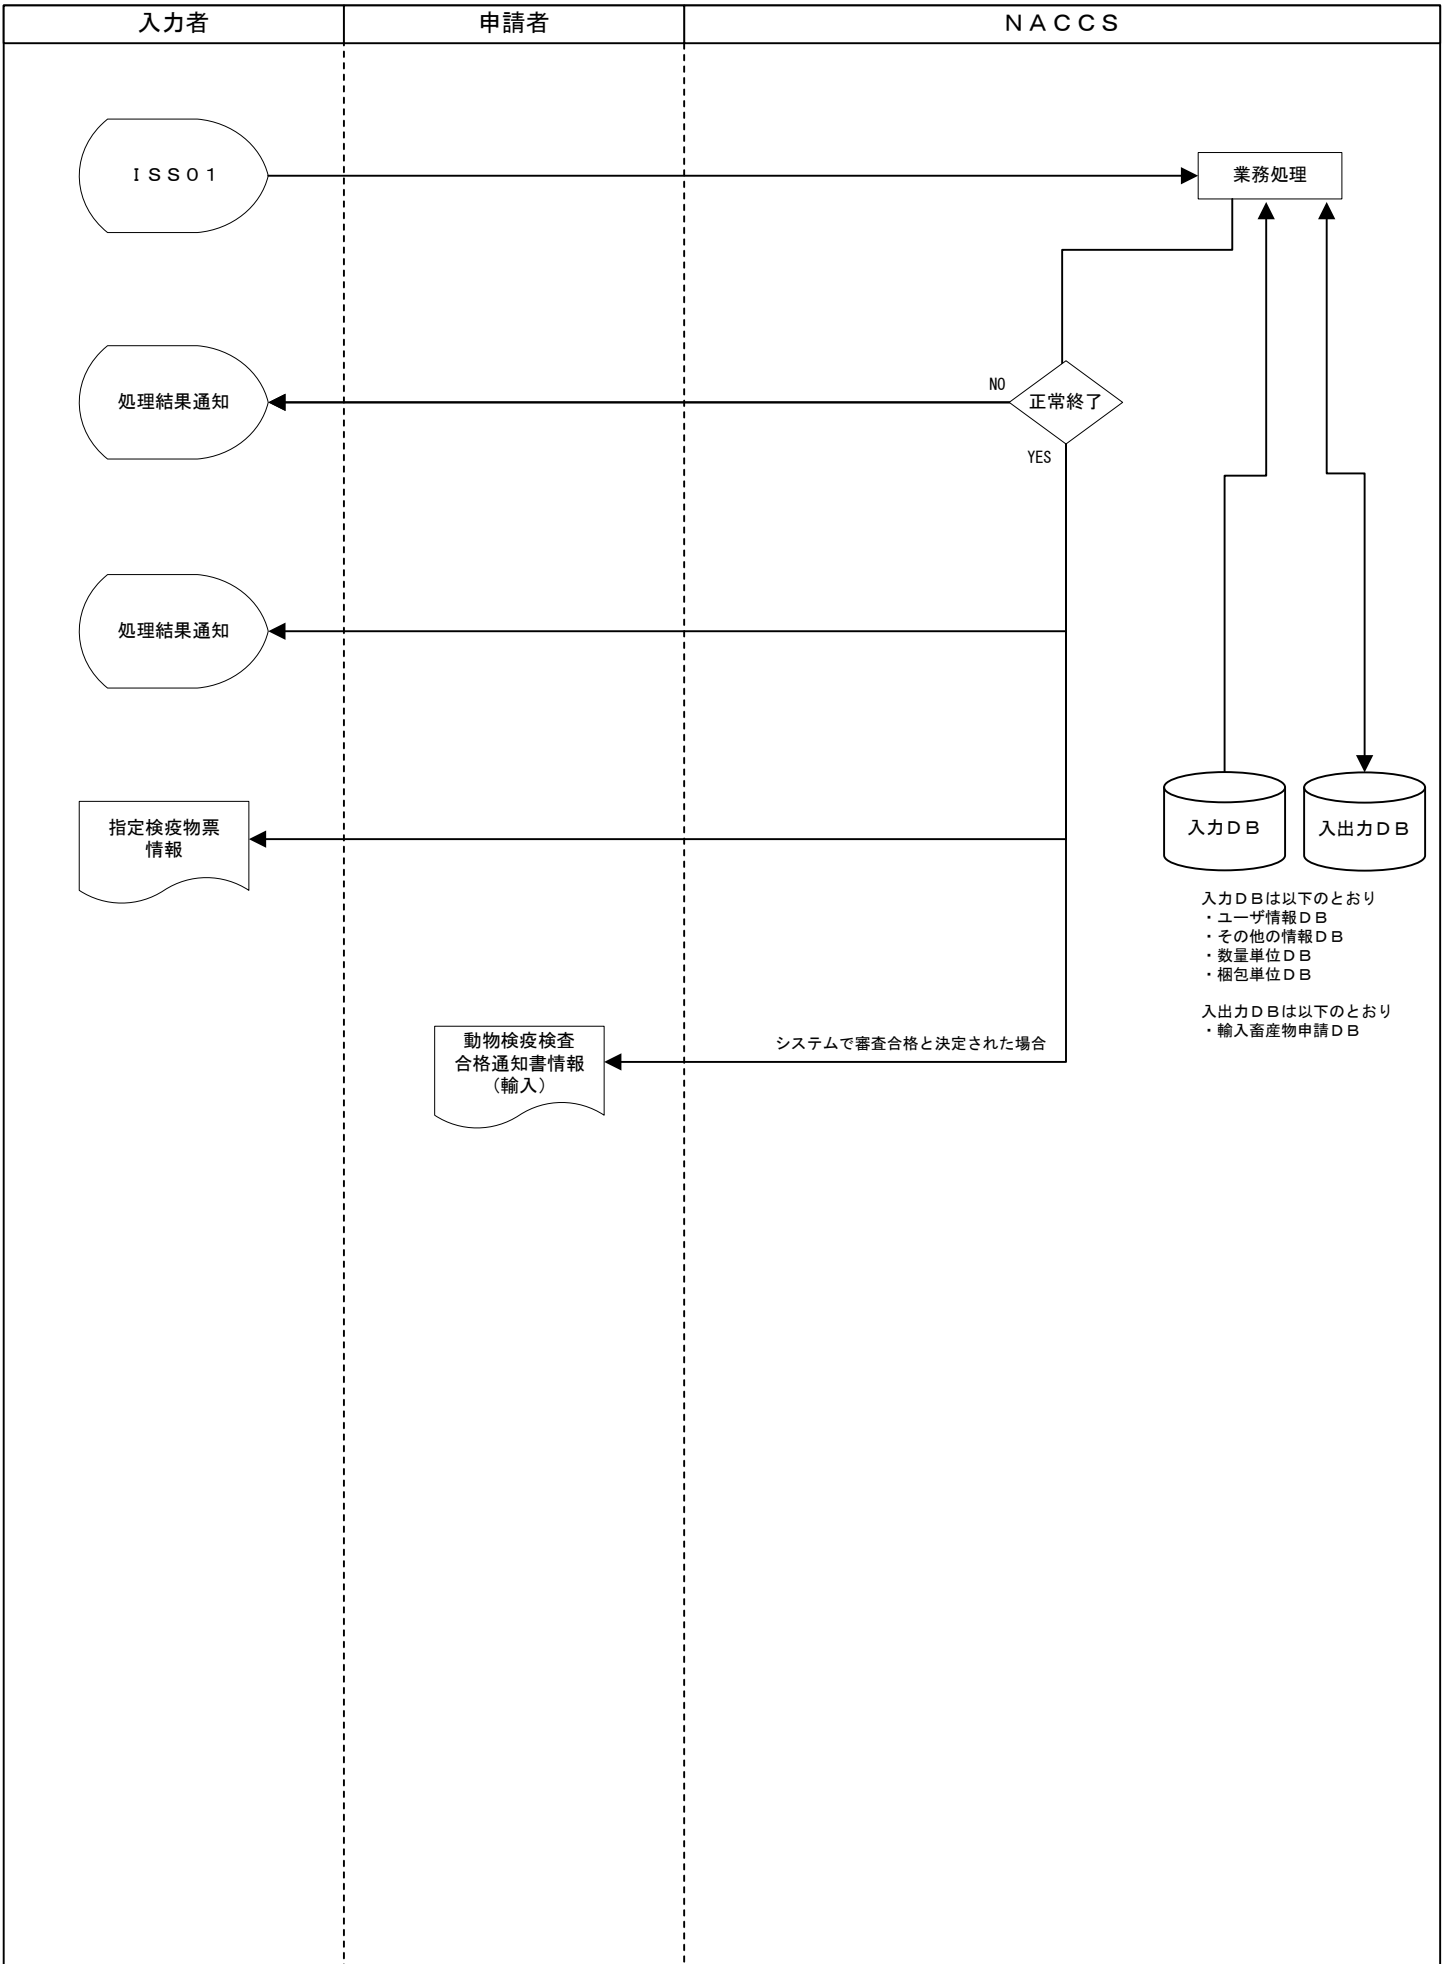 入力者
申請者
ＮＡＣＣＳ
ＩＳＳ０１
業務処理
処理結果通知
NO
正常終了
YES
処理結果通知
指定検疫物票
情報
入力ＤＢ
入出力ＤＢ
入力ＤＢは以下のとおり
・ユーザ情報ＤＢ
・その他の情報ＤＢ
・数量単位ＤＢ
・梱包単位ＤＢ
入出力ＤＢは以下のとおり
・輸入畜産物申請ＤＢ
動物検疫検査
合格通知書情報
（輸入）
システムで審査合格と決定された場合